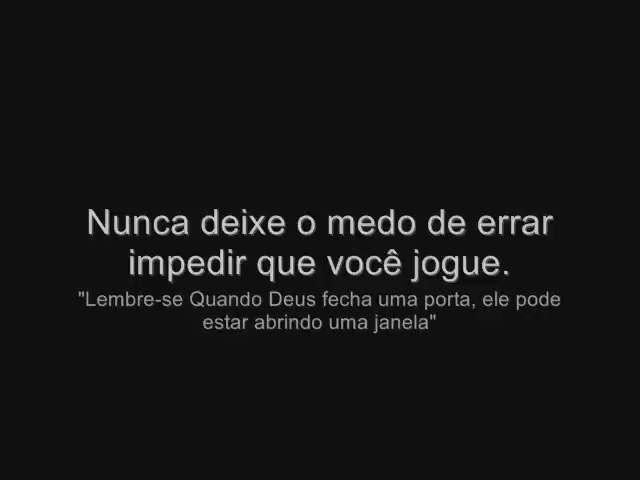 Nunca deixe o medo de errar
impedir que você jogue.
"Lembre-se Quando Deus fecha uma porta, ele pode
estar abrindo uma janela"